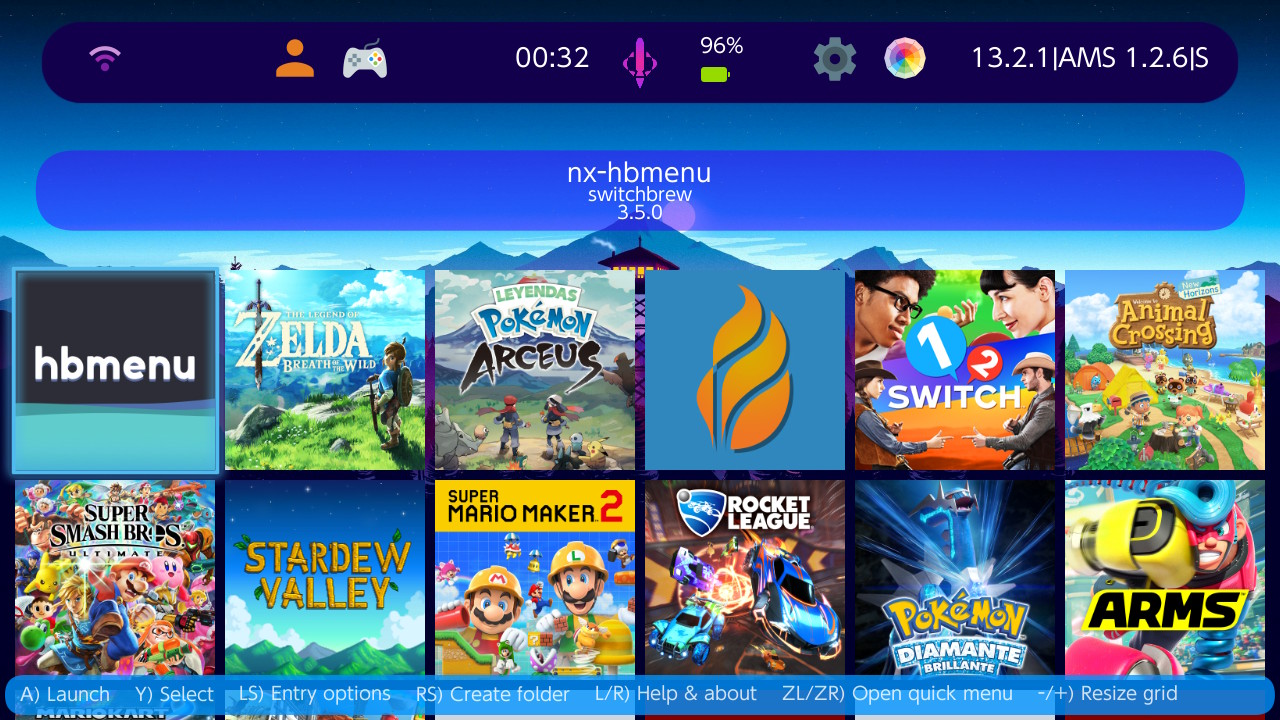 00:32
96%
13.2.1|AMS 1.2.6|S
nx-hbmenu
switchbrew
3.5.0
hbmenu
THE LEGEND OF
ZELDA
BREATH OF THE WILD
LEYENDAS
POKéMON
ARCEUS
1 2
SWITCH
Welcome to
New Horizons
Animal
Crossing
SUPER
SMASH BROS.
ULTIMATE
STARDEW
VALLEY
SUPER
MARIO MAKER 2
ROCKET
LEAGUE
POKéMON
DIAMANTE
BRILLANTE
ARMS™
A) Launch Y) Select LS) Entry options RS) Create folder L/R) Help & about ZL/ZR) Open quick menu -/+) Resize grid
MARIOKART